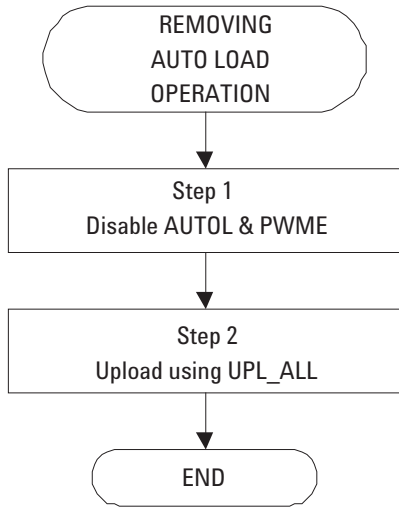 REMOVING
AUTO LOAD
OPERATION
Step 1
Disable AUTOL & PWME
Step 2
Upload using UPL_ALL
END